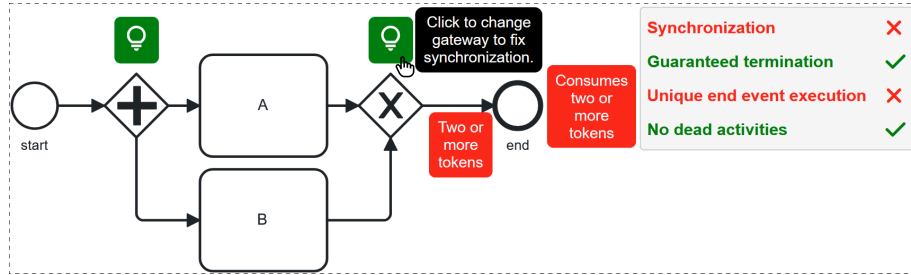 Click to change
gateway to fix
synchronization.
Synchronization
Guaranteed termination
Unique end event execution
No dead activities
A
B
start
end
Two or
more
tokens
Consumes
two or
more
tokens